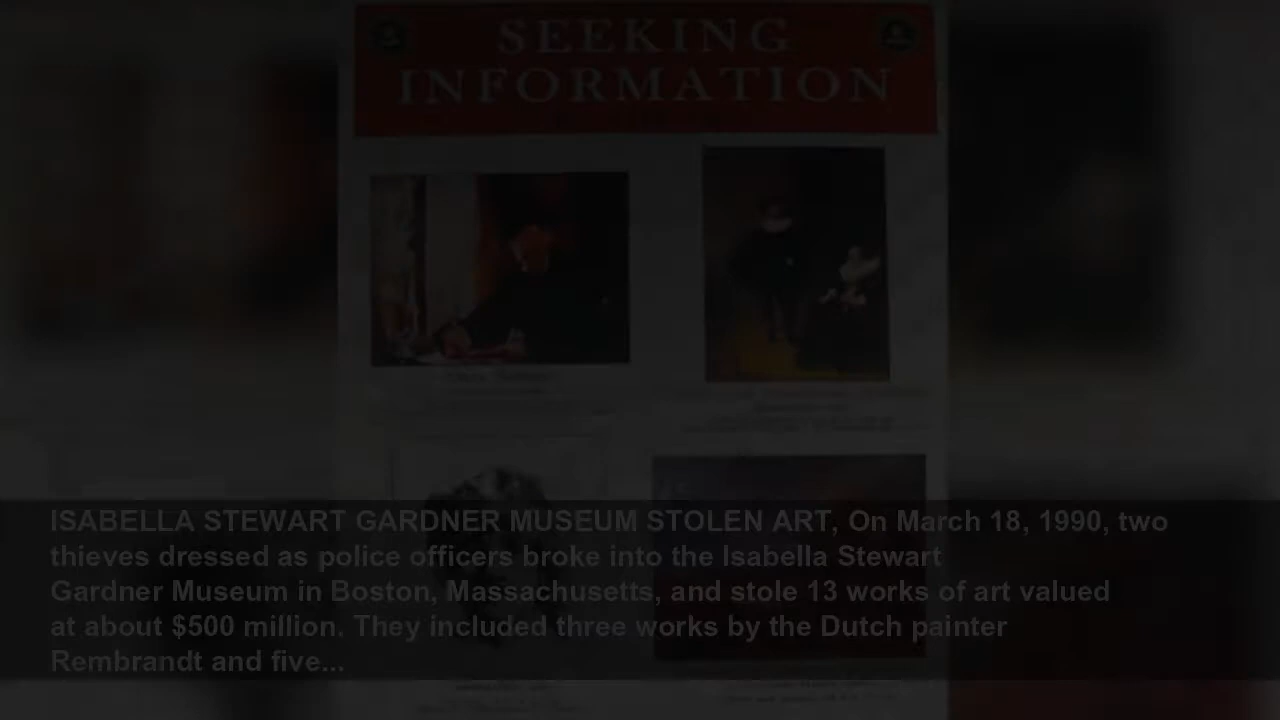 SEEKING
INFORMATION
ISABELLA STEWART GARDNER MUSEUM STOLEN ART, On March 18, 1990, two
thieves dressed as police officers broke into the Isabella Stewart
Gardner Museum in Boston, Massachusetts, and stole 13 works of art valued
at about $500 million. They included three works by the Dutch painter
Rembrandt and five...